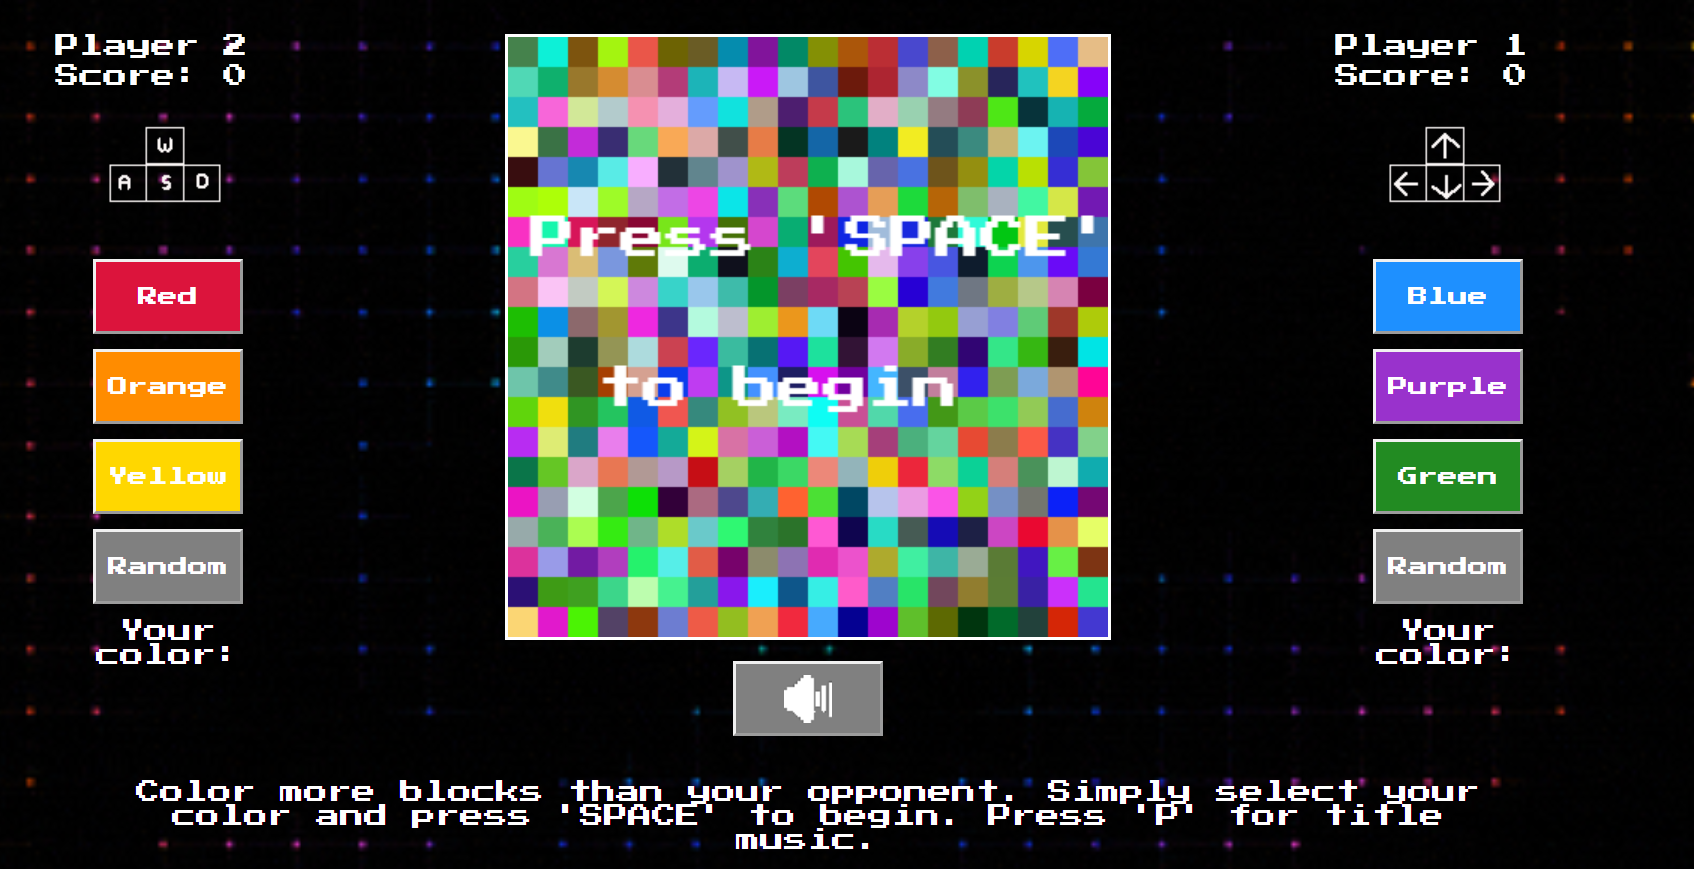 Player 2
Score: 0
W
A S D
Red
Orange
Yellow
Random
Your
color:
Press 'SPACE'
to begin
Player 1
Score: 0
↑
← ↓ →
Blue
Purple
Green
Random
Your
color:
Color more blocks than your opponent. Simply select your
color and press 'SPACE' to begin. Press 'P' for title
music.